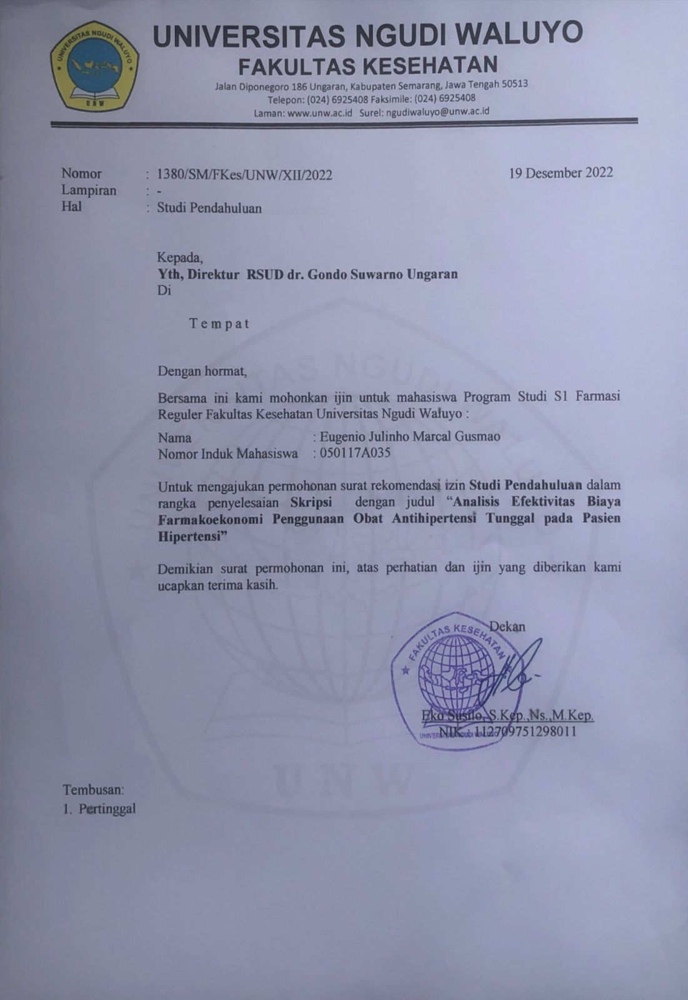 UNIVERSITAS NGUDI WALUYO
UNW
UNIVERSITAS NGUDI WALUYO
FAKULTAS KESEHATAN
Jalan Diponegoro 186 Ungaran, Kabupaten Semarang, Jawa Tengah 50513
Telepon: (024) 6925408 Faksimile: (024) 6925408
Laman: www.unw.ac.id Surel: ngudiwaluyo@unw.ac.id
Nomor : 1380/SM/FKes/UNW/XII/2022 19 Desember 2022
Lampiran : -
Hal : Studi Pendahuluan
Kepada,
Yth, Direktur RSUD dr. Gondo Suwarno Ungaran
Di
T e m p a t
Dengan hormat,
Bersama ini kami mohonkan ijin untuk mahasiswa Program Studi S1 Farmasi
Reguler Fakultas Kesehatan Universitas Ngudi Waluyo :
Nama : Eugenio Julinho Marcal Gusmao
Nomor Induk Mahasiswa : 050117A035
Untuk mengajukan permohonan surat rekomendasi izin Studi Pendahuluan dalam
rangka penyelesaian Skripsi dengan judul “Analisis Efektivitas Biaya
Farmakoekonomi Penggunaan Obat Antihipertensi Tunggal pada Pasien
Hipertensi”
Demikian surat permohonan ini, atas perhatian dan ijin yang diberikan kami
ucapkan terima kasih.
Dekan
FAKULTAS KESEHATAN
Eko Susilo, S.Kep.,Ns.,M.Kep.
NIK : 112709751298011
UNIVERSITAS NGUDI WALUYO
UNW
Tembusan:
1. Pertinggal